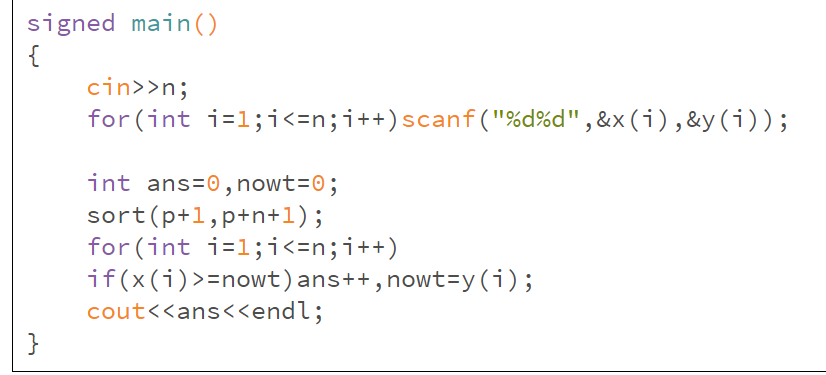 signed main()
{
    cin>>n;
    for(int i=1;i<=n;i++)scanf("%d%d",&x(i),&y(i));

    int ans=0,nowt=0;
    sort(p+1,p+n+1);
    for(int i=1;i<=n;i++)
    if(x(i)>=nowt)ans++,nowt=y(i);
    cout<<ans<<endl;
}